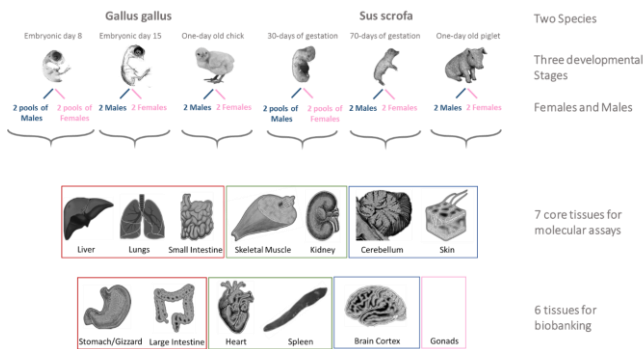 Gallus gallus
Sus scrofa
Two Species
Embryonic day 8
Embryonic day 15
One-day old chick
30-days of gestation
70-days of gestation
One-day old piglet
Three developmental
Stages
2 pools of
Males
2 pools of
Females
2 Males
2 Females
2 Males
2 Females
2 pools of
Males
2 pools of
Females
2 Males
2 Females
2 Males
2 Females
Females and Males
Liver
Lungs
Small Intestine
Skeletal Muscle
Kidney
Cerebellum
Skin
7 core tissues for
molecular assays
Stomach/Gizzard
Large Intestine
Heart
Spleen
Brain Cortex
Gonads
6 tissues for
biobanking